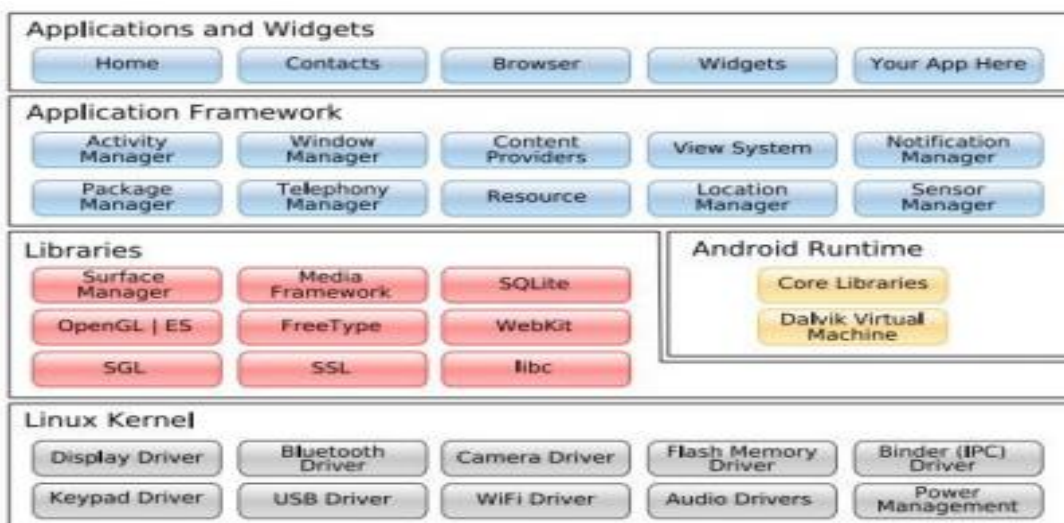 Applications and Widgets
Home
Contacts
Browser
Widgets
Your App Here
Application Framework
Activity
Manager
Window
Manager
Content
Providers
View System
Notification
Manager
Package
Manager
Telephony
Manager
Resource
Location
Manager
Sensor
Manager
Libraries
Surface
Manager
Media
Framework
SQLite
OpenGL | ES
FreeType
WebKit
SGL
SSL
libc
Android Runtime
Core Libraries
Dalvik Virtual
Machine
Linux Kernel
Display Driver
Bluetooth
Driver
Camera Driver
Flash Memory
Driver
Binder (IPC)
Driver
Keypad Driver
USB Driver
WiFi Driver
Audio Drivers
Power
Management